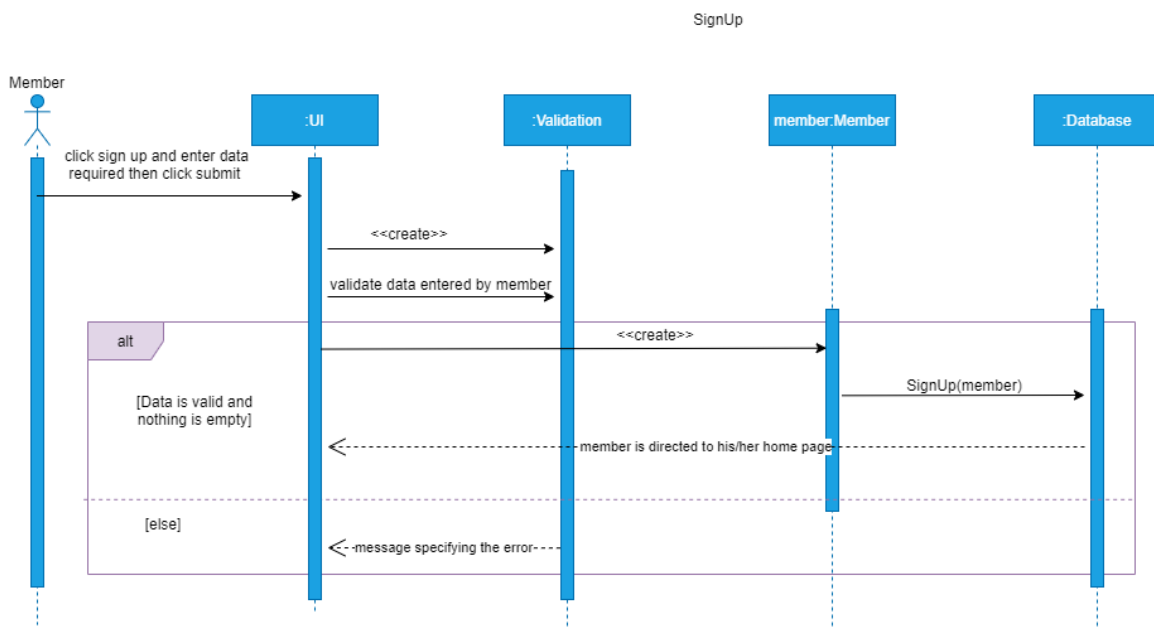 SignUp
Member
:UI
:Validation
member:Member
:Database
click sign up and enter data
required then click submit
<<create>>
validate data entered by member
alt
<<create>>
SignUp(member)
[Data is valid and
nothing is empty]
member is directed to his/her home page
[else]
message specifying the error